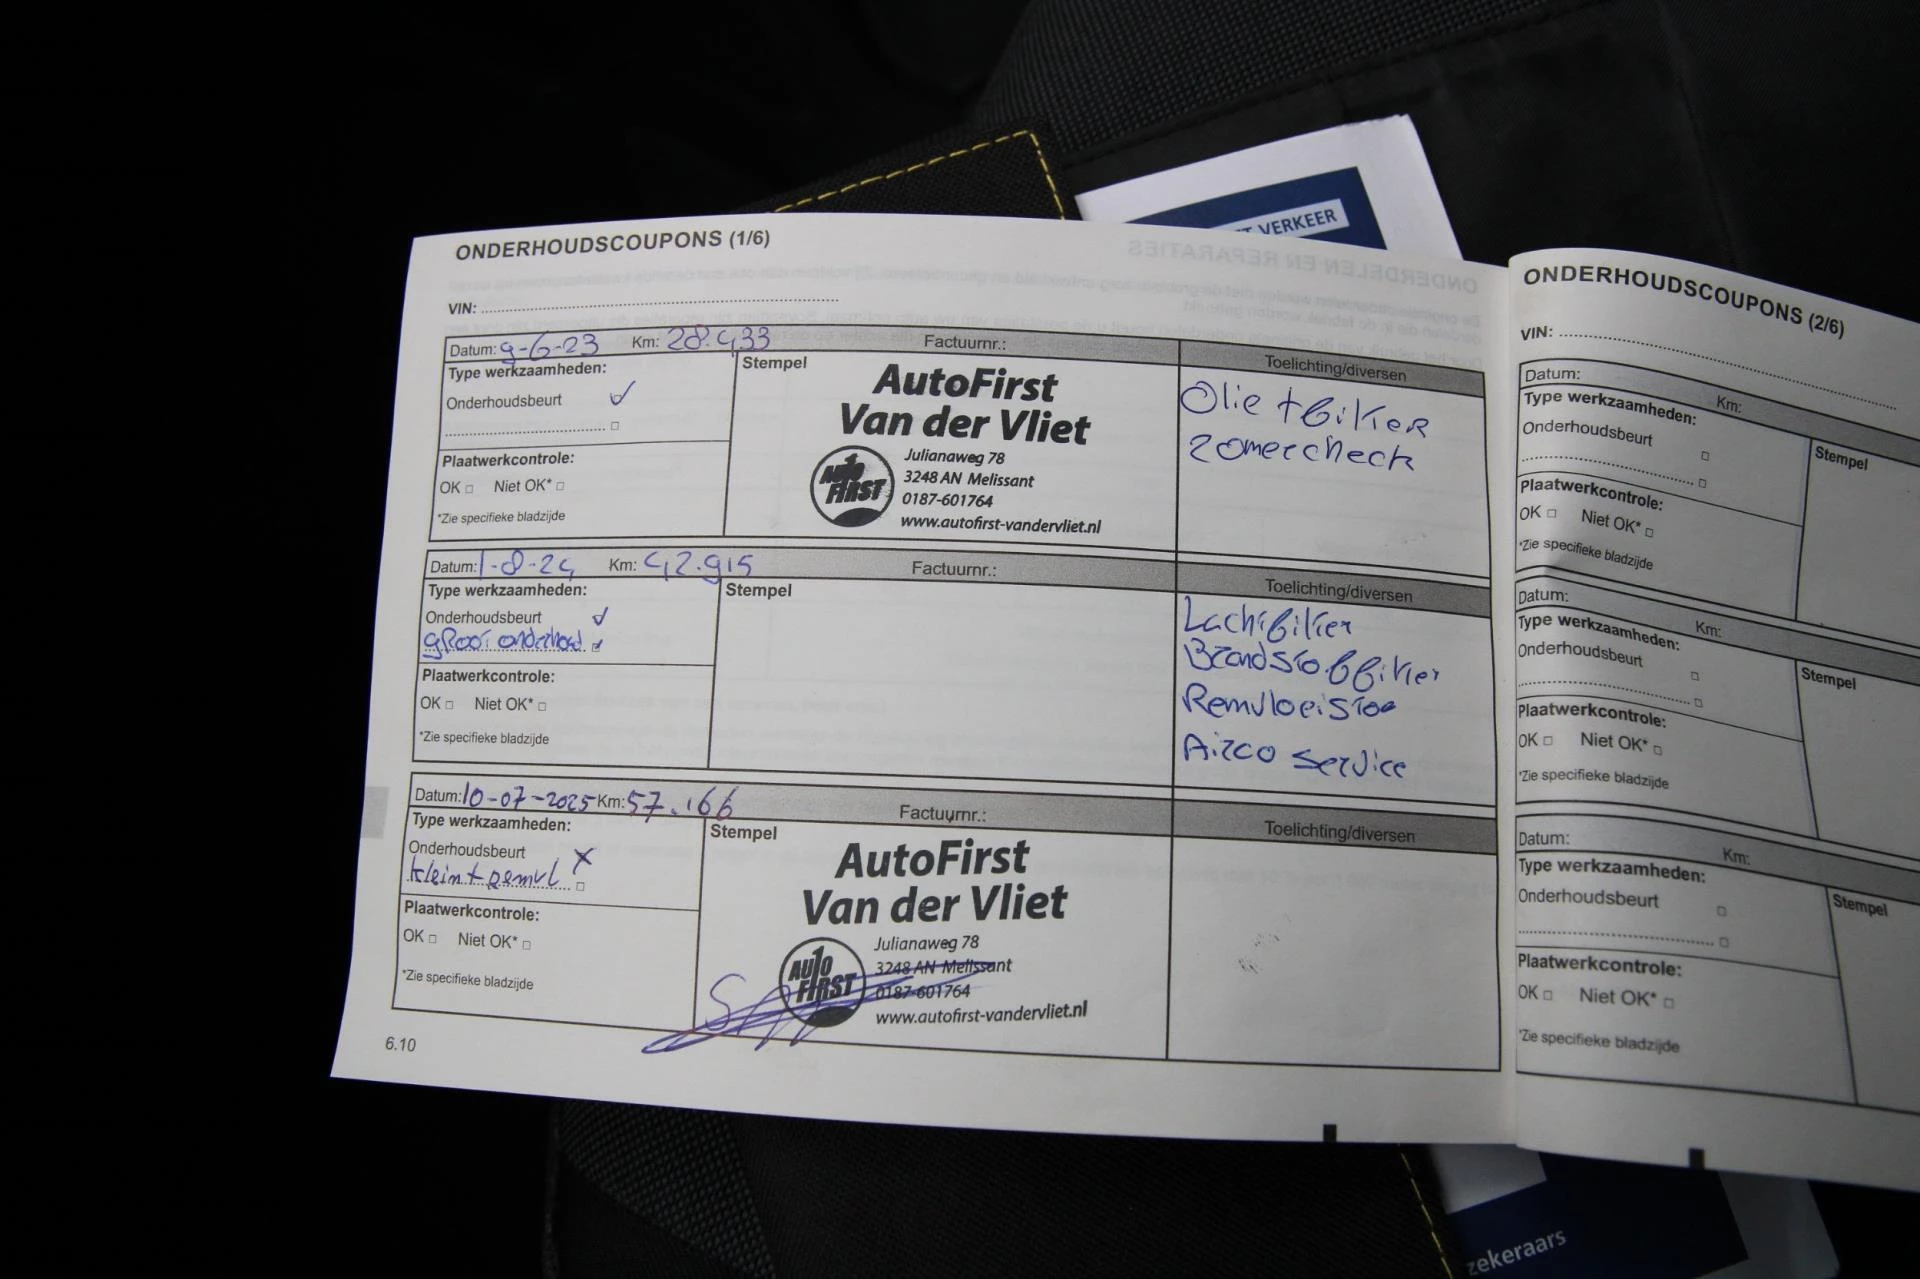 T VERKEER
ONDERHOUDSCOUPONS (1/6)
ONDERDELEN EN REPARATIES
VIN:
Datum: 9-6-23 Km: 28.433 Factuurnr.:
Type werkzaamheden:
Stempel
Toelichting/diversen
Onderhoudsbeurt
AutoFirst
Van der Vliet
Julianaweg 78
3248 AN Melissant
0187-601764
www.autofirst-vandervliet.nl
AUTO
FIRST
Olie + filter
zomercheck
Plaatwerkcontrole:
OK Niet OK*
*Zie specifieke bladzijde
Datum: 1-8-24 Km: 42.915 Factuurnr.:
Type werkzaamheden:
Stempel
Toelichting/diversen
Onderhoudsbeurt
groot onderhoud
Luchtfilter
Brandstoffilter
Remvloeistof
Airco service
Plaatwerkcontrole:
OK Niet OK*
*Zie specifieke bladzijde
Datum: 10-07-2025 Km: 57.166 Factuurnr.:
Type werkzaamheden:
Stempel
Toelichting/diversen
Onderhoudsbeurt
klein + remvl
AutoFirst
Van der Vliet
Julianaweg 78
3248 AN Melissant
0187-601764
www.autofirst-vandervliet.nl
AUTO
FIRST
Plaatwerkcontrole:
OK Niet OK*
*Zie specifieke bladzijde
6.10
ONDERHOUDSCOUPONS (2/6)
VIN:
Datum: Km:
Type werkzaamheden:
Stempel
Onderhoudsbeurt
Plaatwerkcontrole:
OK Niet OK*
*Zie specifieke bladzijde
Datum: Km:
Type werkzaamheden:
Stempel
Onderhoudsbeurt
Plaatwerkcontrole:
OK Niet OK*
*Zie specifieke bladzijde
Datum: Km:
Type werkzaamheden:
Stempel
Onderhoudsbeurt
Plaatwerkcontrole:
OK Niet OK*
*Zie specifieke bladzijde
zekeraars